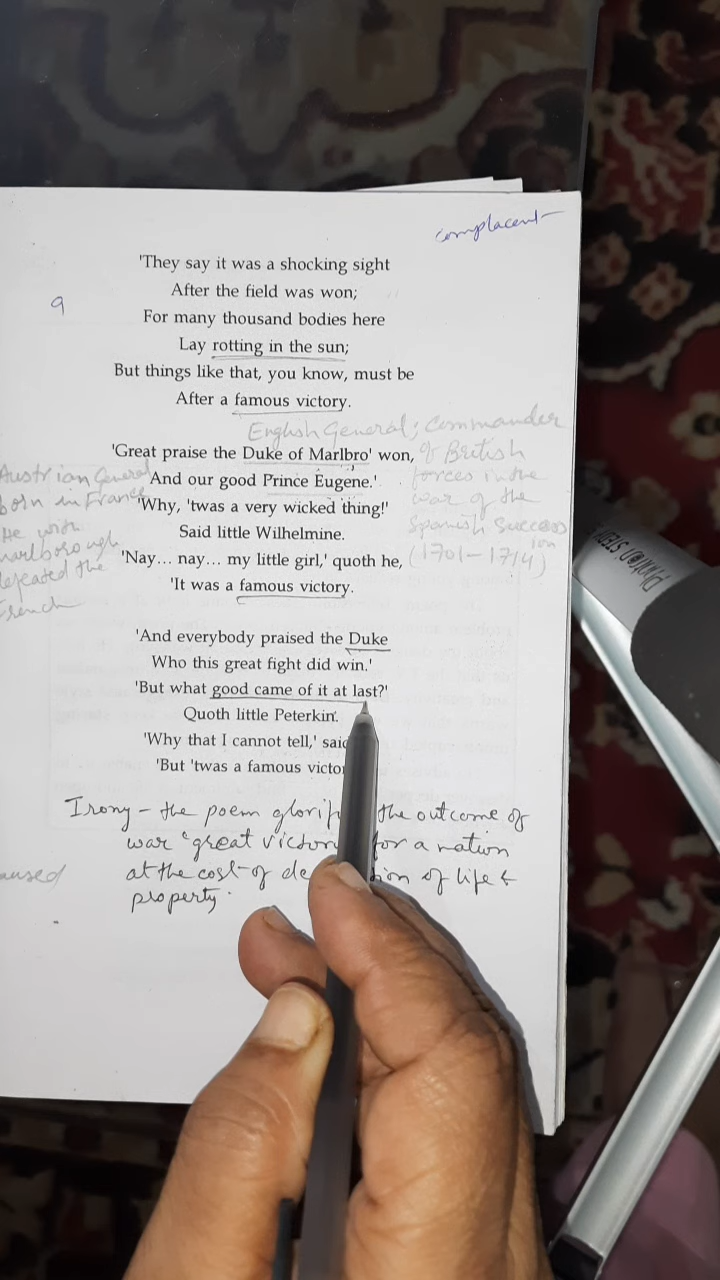 complacent
9
'They say it was a shocking sight
After the field was won;
For many thousand bodies here
Lay rotting in the sun;
But things like that, you know, must be
After a famous victory.
English General; Commander
of British
forces in the
war of the
Spanish Success
ion
(1701-1714)
'Great praise the Duke of Marlbro' won,
And our good Prince Eugene.'
'Why, 'twas a very wicked thing!'
Said little Wilhelmine.
'Nay... nay... my little girl,' quoth he,
'It was a famous victory.
Austrian General
born in France
He with
Marlborough
defeated the
French
'And everybody praised the Duke
Who this great fight did win.'
'But what good came of it at last?'
Quoth little Peterkin.
'Why that I cannot tell,' said
'But 'twas a famous victo
Irony - the poem glorif the outcome of
war 'great victor for a nation
at the cost of de tion of life &
property.